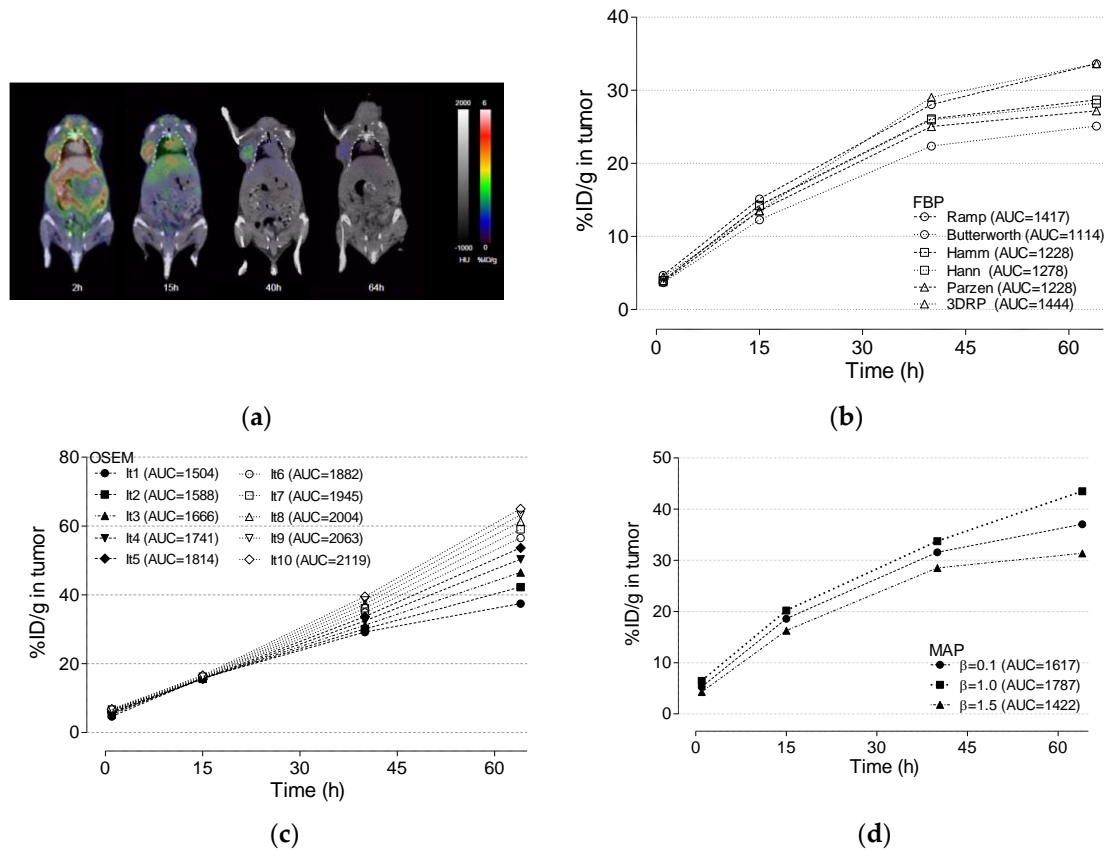 2000 6
-1000 0
HU %ID/g
2h 15h 40h 64h
(a)
40
30
20
10
0
%ID/g in tumor
FBP
Ramp (AUC=1417)
Butterworth (AUC=1114)
Hamm (AUC=1228)
Hann (AUC=1278)
Parzen (AUC=1228)
3DRP (AUC=1444)
0 15 30 45 60
Time (h)
(b)
80
60
40
20
0
%ID/g in tumor
OSEM
It1 (AUC=1504) It6 (AUC=1882)
It2 (AUC=1588) It7 (AUC=1945)
It3 (AUC=1666) It8 (AUC=2004)
It4 (AUC=1741) It9 (AUC=2063)
It5 (AUC=1814) It10 (AUC=2119)
0 15 30 45 60
Time (h)
(c)
50
40
30
20
10
0
%ID/g in tumor
MAP
β=0.1 (AUC=1617)
β=1.0 (AUC=1787)
β=1.5 (AUC=1422)
0 15 30 45 60
Time (h)
(d)